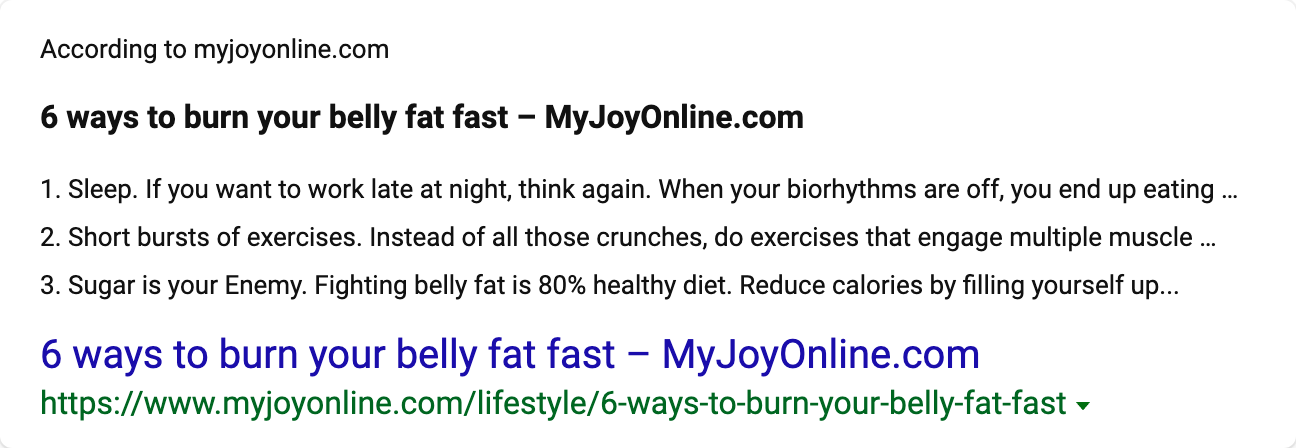 According to myjoyonline.com
6 ways to burn your belly fat fast – MyJoyOnline.com
1. Sleep. If you want to work late at night, think again. When your biorhythms are off, you end up eating ...
2. Short bursts of exercises. Instead of all those crunches, do exercises that engage multiple muscle ...
3. Sugar is your Enemy. Fighting belly fat is 80% healthy diet. Reduce calories by filling yourself up...
6 ways to burn your belly fat fast – MyJoyOnline.com
https://www.myjoyonline.com/lifestyle/6-ways-to-burn-your-belly-fat-fast